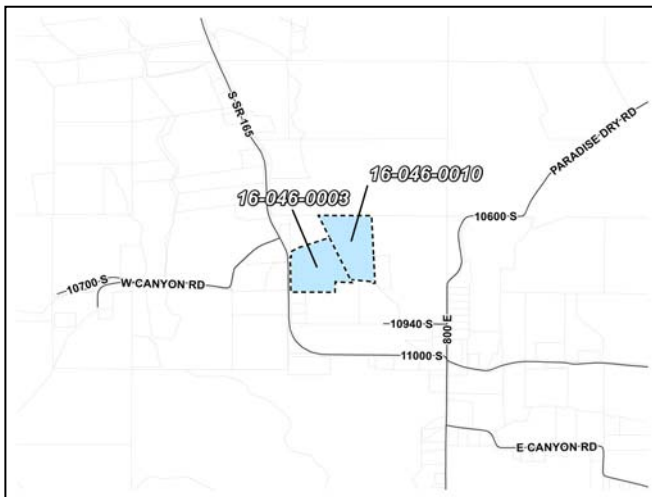 S SR-165
PARADISE DRY RD
16-046-0010
16-046-0003
10600 S
10700 S
W CANYON RD
10940 S
800 E
11000 S
E CANYON RD